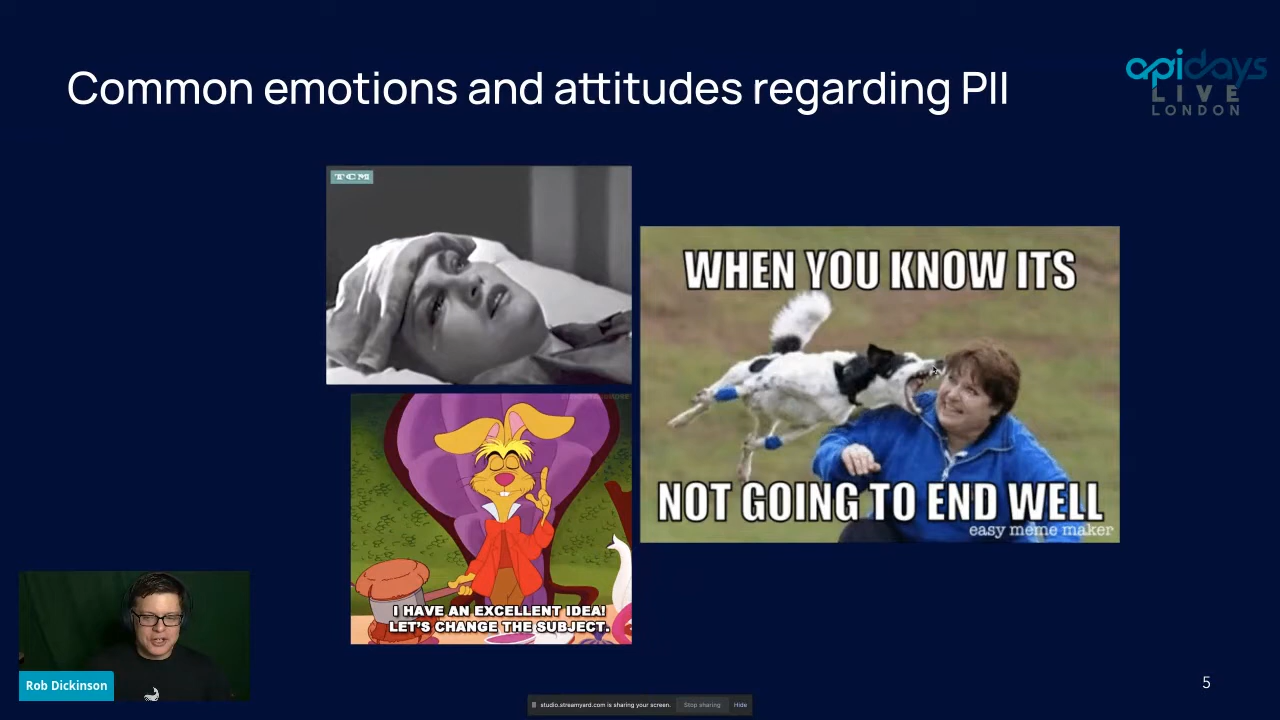 Common emotions and attitudes regarding PII
apidays
LIVE
LONDON
TCM
WHEN YOU KNOW ITS
NOT GOING TO END WELL
easy meme maker
I HAVE AN EXCELLENT IDEA!
LET'S CHANGE THE SUBJECT.
Rob Dickinson
5
studio.streamyard.com is sharing your screen.
Stop sharing
Hide